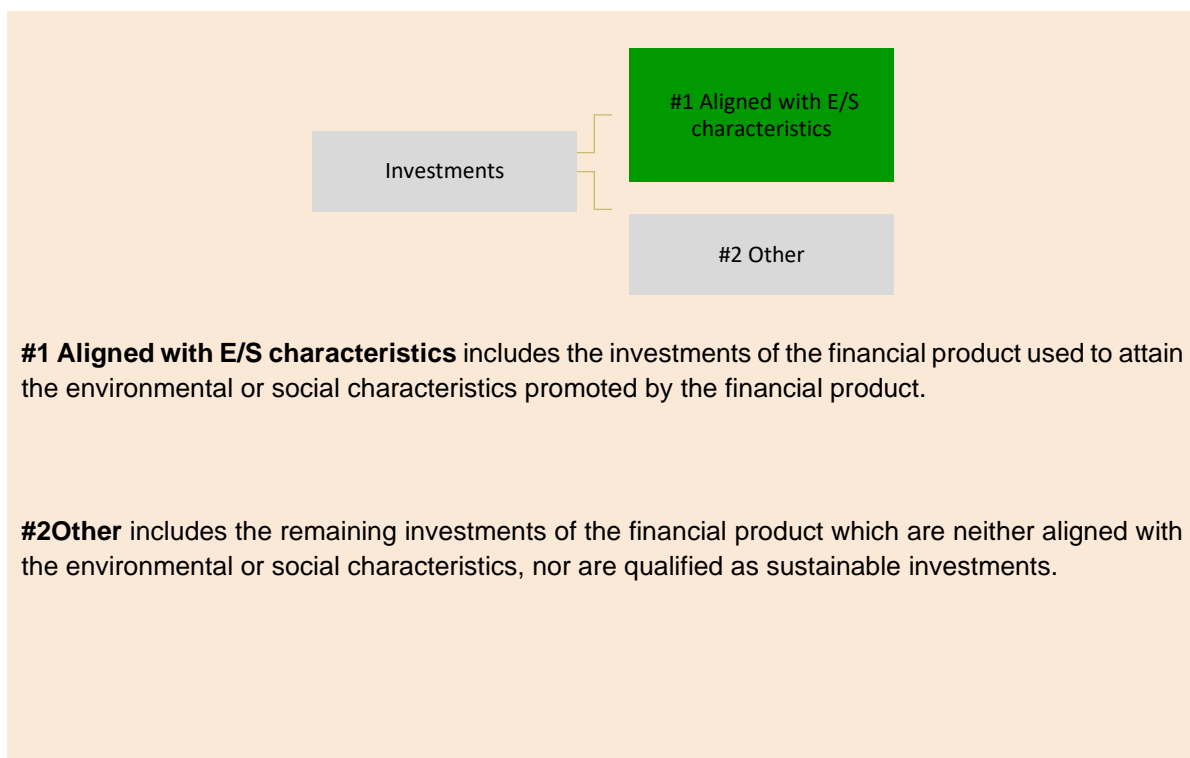 #1 Aligned with E/S
characteristics
Investments
#2 Other
#1 Aligned with E/S characteristics includes the investments of the financial product used to attain
the environmental or social characteristics promoted by the financial product.
#2Other includes the remaining investments of the financial product which are neither aligned with
the environmental or social characteristics, nor are qualified as sustainable investments.